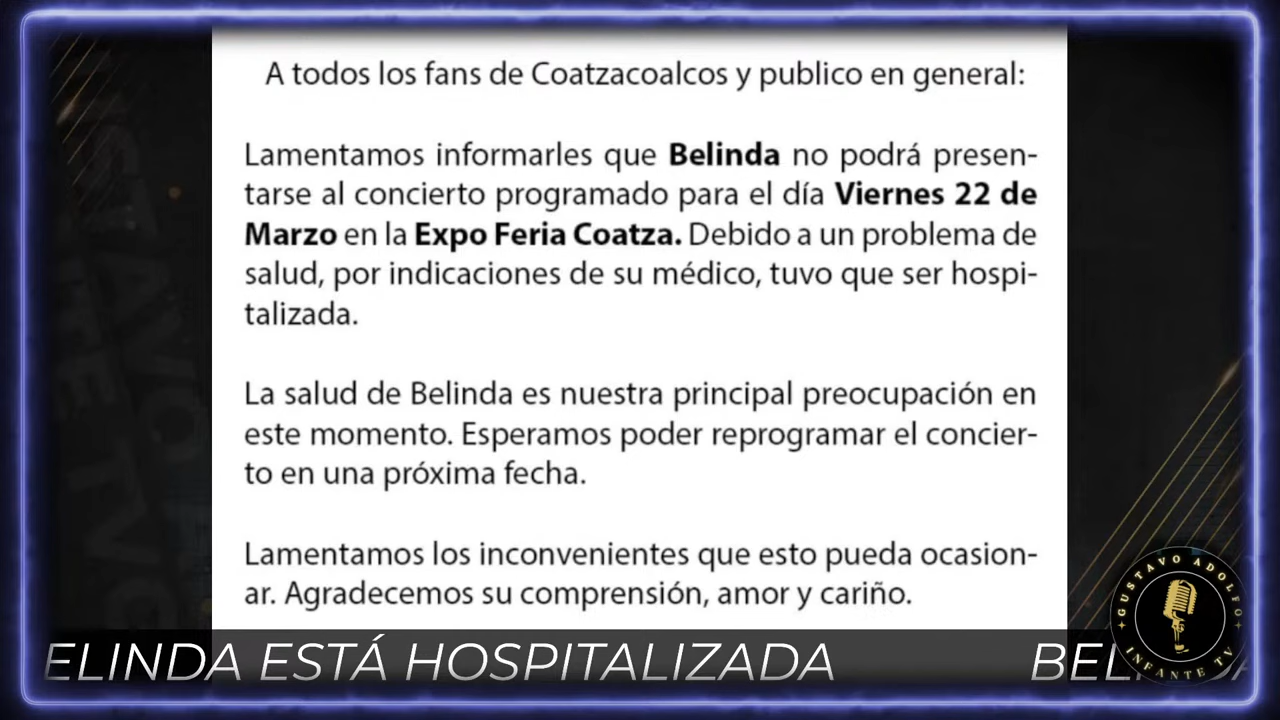 A todos los fans de Coatzacoalcos y publico en general:
Lamentamos informarles que Belinda no podrá presen-
tarse al concierto programado para el día Viernes 22 de
Marzo en la Expo Feria Coatza. Debido a un problema de
salud, por indicaciones de su médico, tuvo que ser hospi-
talizada.
La salud de Belinda es nuestra principal preocupación en
este momento. Esperamos poder reprogramar el concier-
to en una próxima fecha.
Lamentamos los inconvenientes que esto pueda ocasion-
ar. Agradecemos su comprensión, amor y cariño.
ELINDA ESTÁ HOSPITALIZADA BEL
GUSTAVO ADOLFO
INFANTE TV